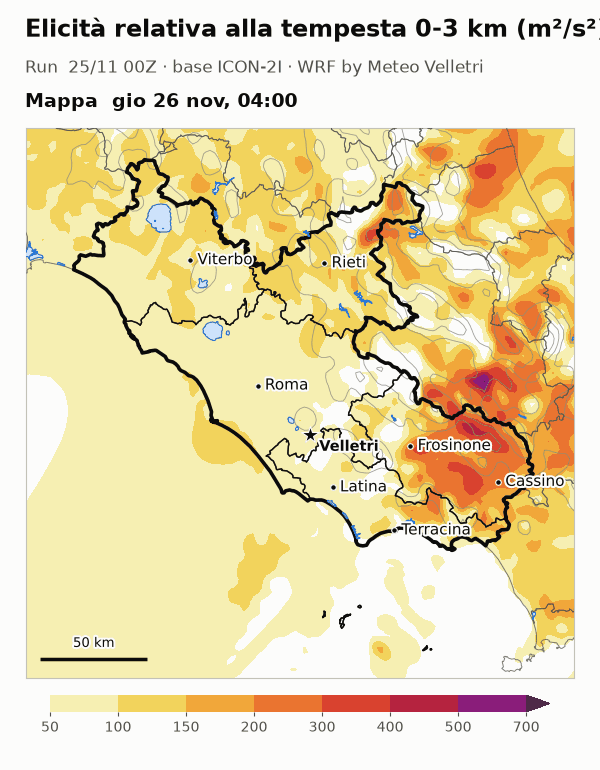 Elicità relativa alla tempesta 0-3 km (m²/s²)
Run 25/11 00Z · base ICON-2I · WRF by Meteo Velletri
Mappa gio 26 nov, 04:00
Viterbo
Rieti
Roma
Velletri
Frosinone
Latina
Cassino
Terracina
50 km
50 100 150 200 300 400 500 700